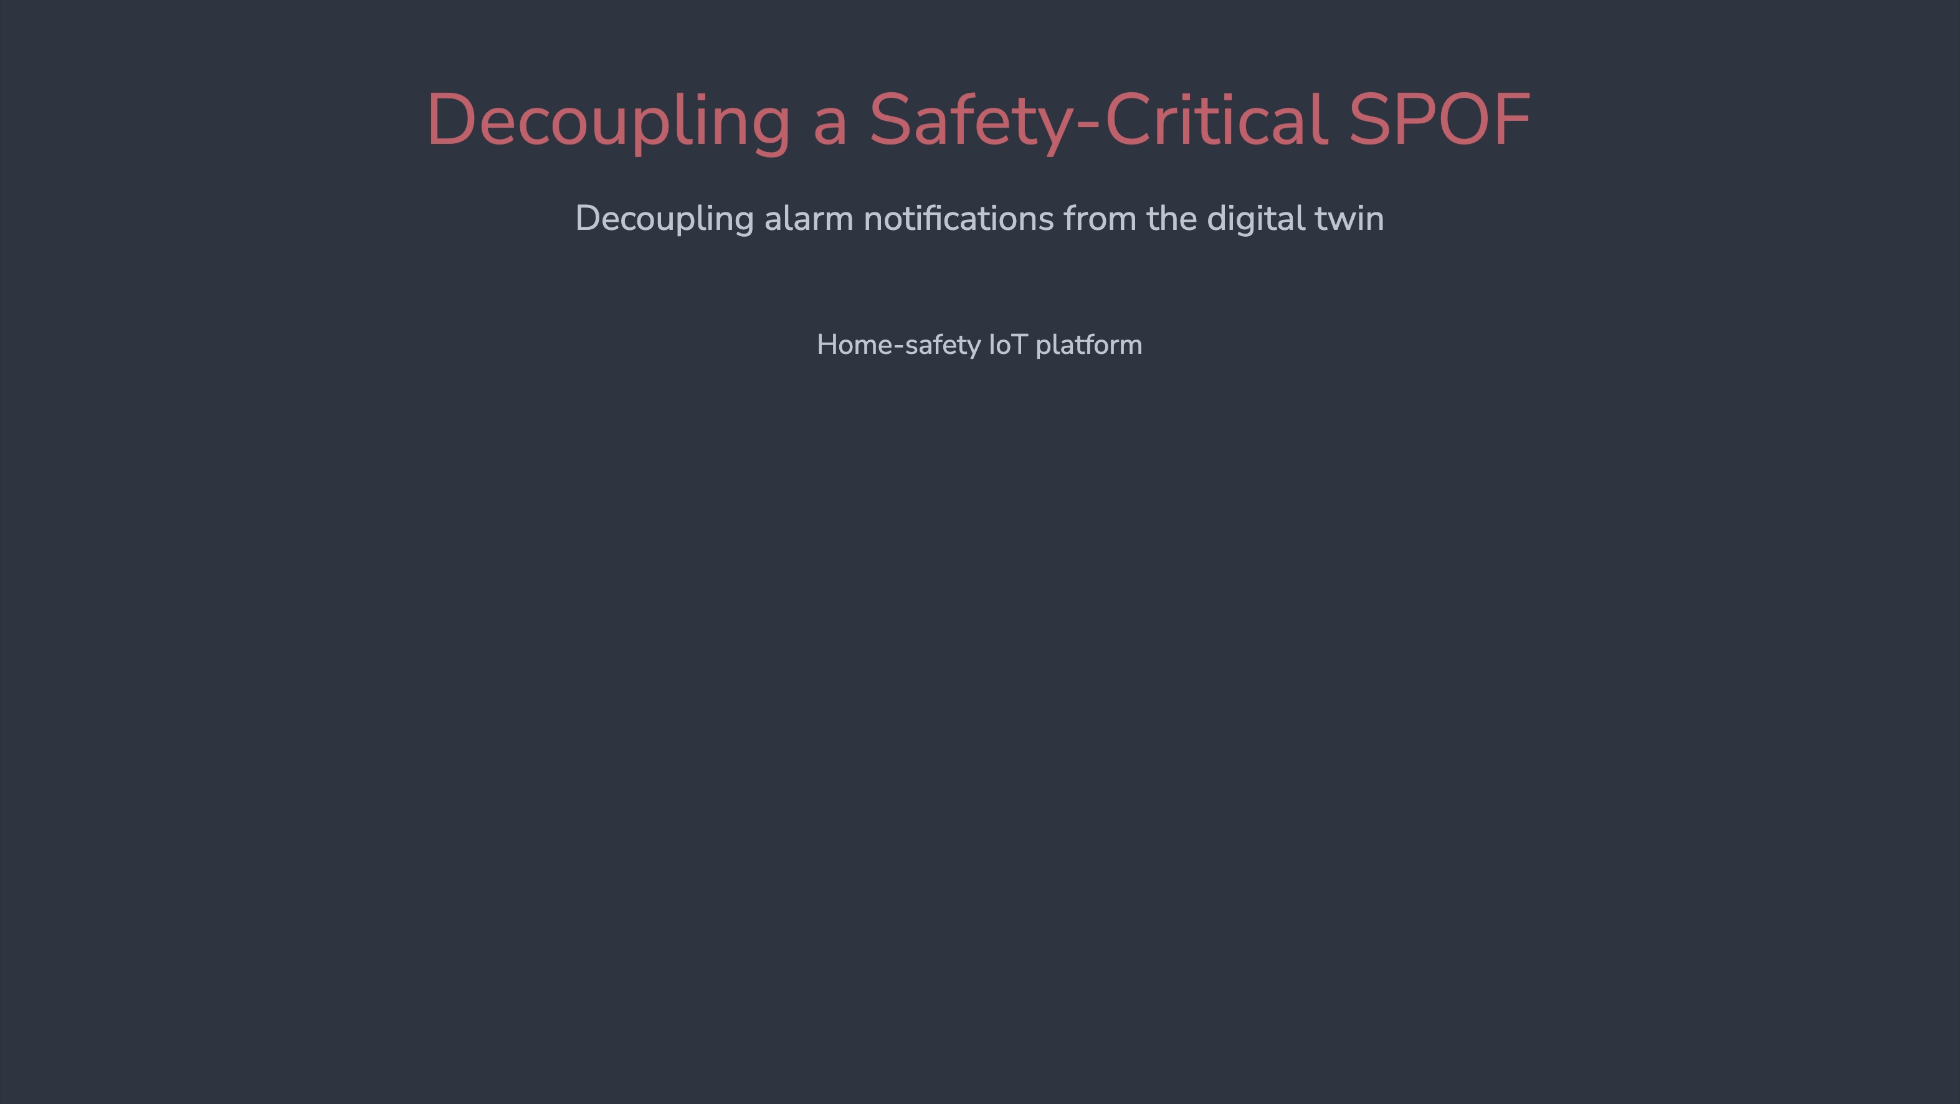 Decoupling a Safety-Critical SPOF
Decoupling alarm notifications from the digital twin
Home-safety IoT platform